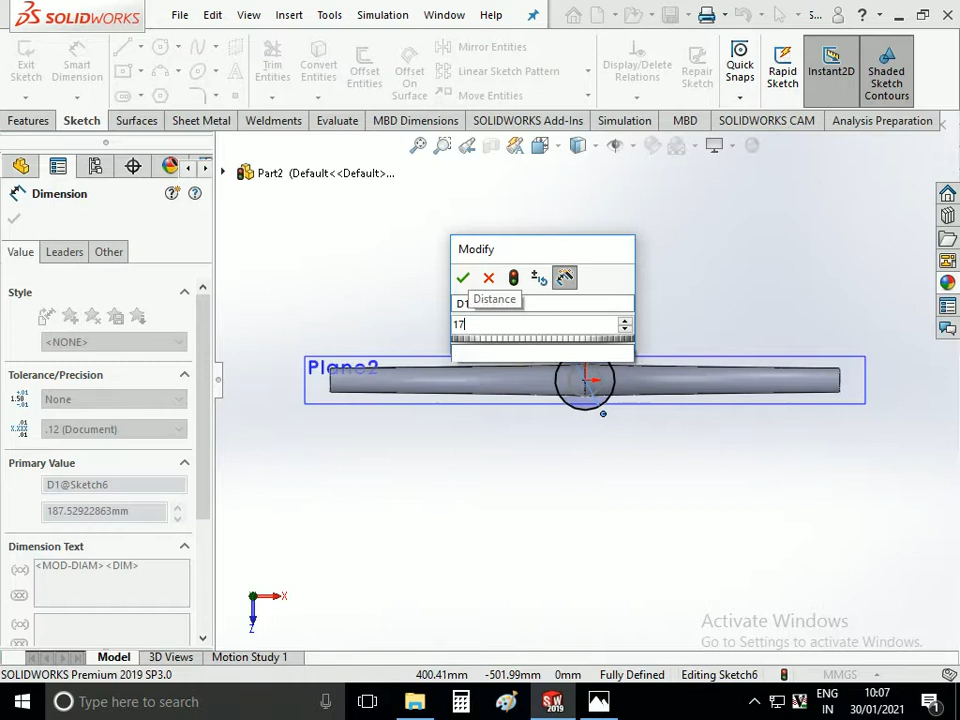 SOLIDWORKS
File Edit View Insert Tools Simulation Window Help
S...
Exit Sketch
Smart Dimension
Trim Entities
Convert Entities
Offset Entities
Offset On Surface
Mirror Entities
Linear Sketch Pattern
Move Entities
Display/Delete Relations
Repair Sketch
Quick Snaps
Rapid Sketch
Instant2D
Shaded Sketch Contours
Features Sketch Surfaces Sheet Metal Weldments Evaluate MBD Dimensions SOLIDWORKS Add-Ins Simulation MBD SOLIDWORKS CAM Analysis Preparation
Part2 (Default<<Default>...
Dimension
Value Leaders Other
Style
<NONE>
Tolerance/Precision
None
.12 (Document)
Primary Value
D1@Sketch6
187.52922863mm
Dimension Text
<MOD-DIAM><DIM>
Modify
D1
Distance
17
Plane2
X
Z
Activate Windows
Go to Settings to activate Windows.
Model 3D Views Motion Study 1
SOLIDWORKS Premium 2019 SP3.0
400.41mm -501.99mm 0mm Fully Defined Editing Sketch6 MMGS
Type here to search
ENG
IN
10:07
30/01/2021